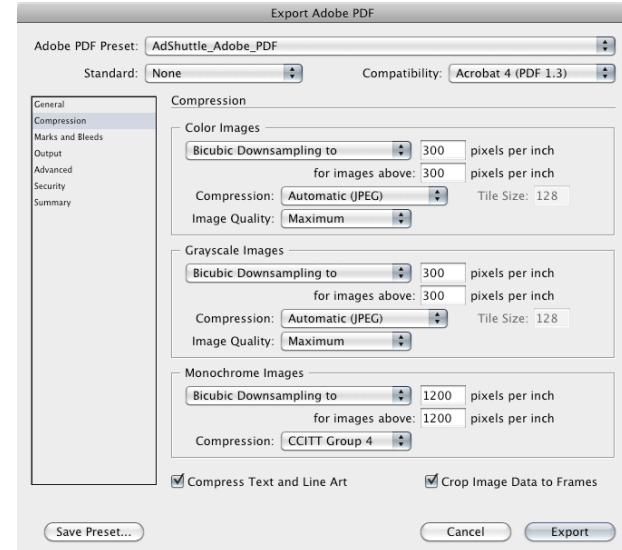 Export Adobe PDF
Adobe PDF Preset: AdShuttle_Adobe_PDF
Standard: None Compatibility: Acrobat 4 (PDF 1.3)
General
Compression
Marks and Bleeds
Output
Advanced
Security
Summary
Compression
Color Images
Bicubic Downsampling to 300 pixels per inch
for images above: 300 pixels per inch
Compression: Automatic (JPEG) Tile Size: 128
Image Quality: Maximum
Grayscale Images
Bicubic Downsampling to 300 pixels per inch
for images above: 300 pixels per inch
Compression: Automatic (JPEG) Tile Size: 128
Image Quality: Maximum
Monochrome Images
Bicubic Downsampling to 1200 pixels per inch
for images above: 1200 pixels per inch
Compression: CCITT Group 4
Compress Text and Line Art Crop Image Data to Frames
Save Preset... Cancel Export